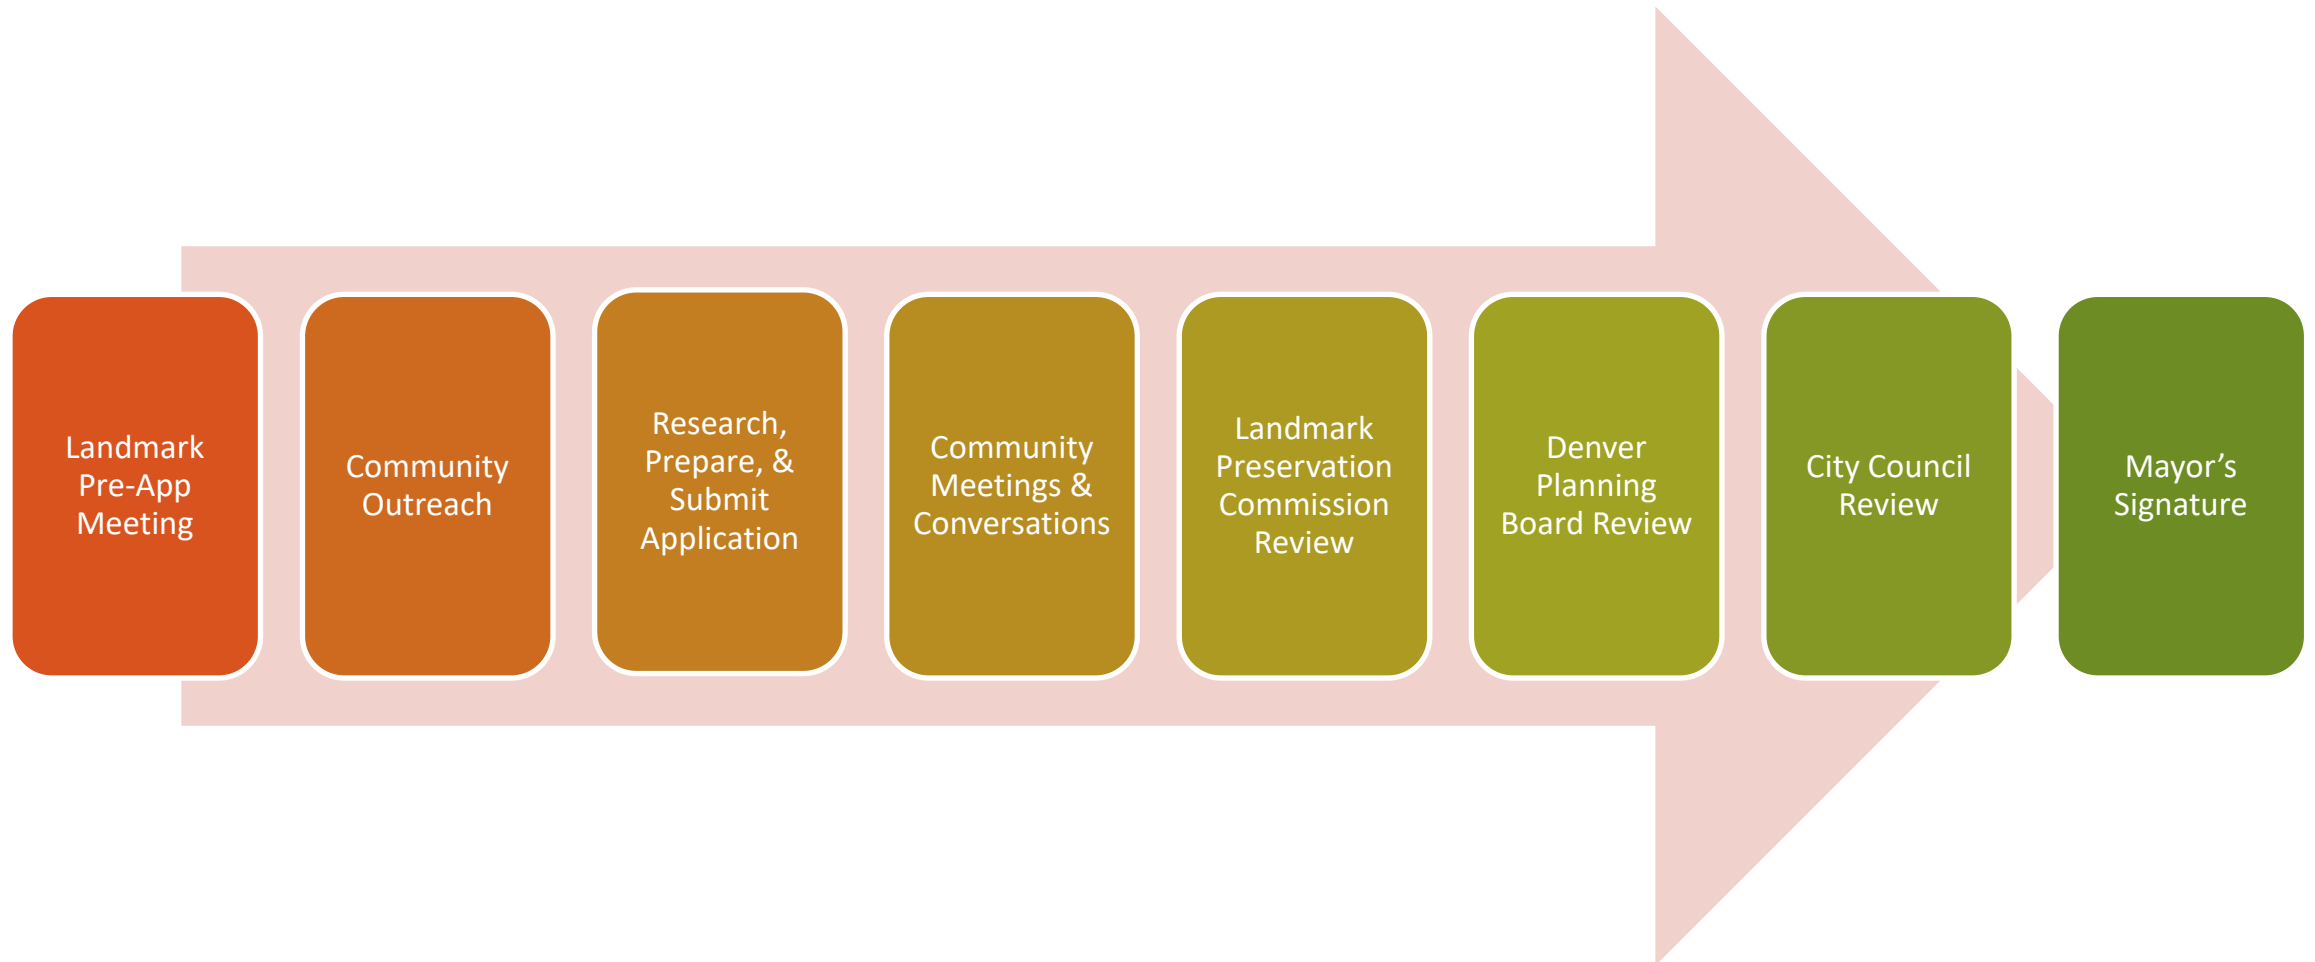 Landmark
Pre-App
Meeting
Community
Outreach
Research,
Prepare, &
Submit
Application
Community
Meetings &
Conversations
Landmark
Preservation
Commission
Review
Denver
Planning
Board Review
City Council
Review
Mayor’s
Signature